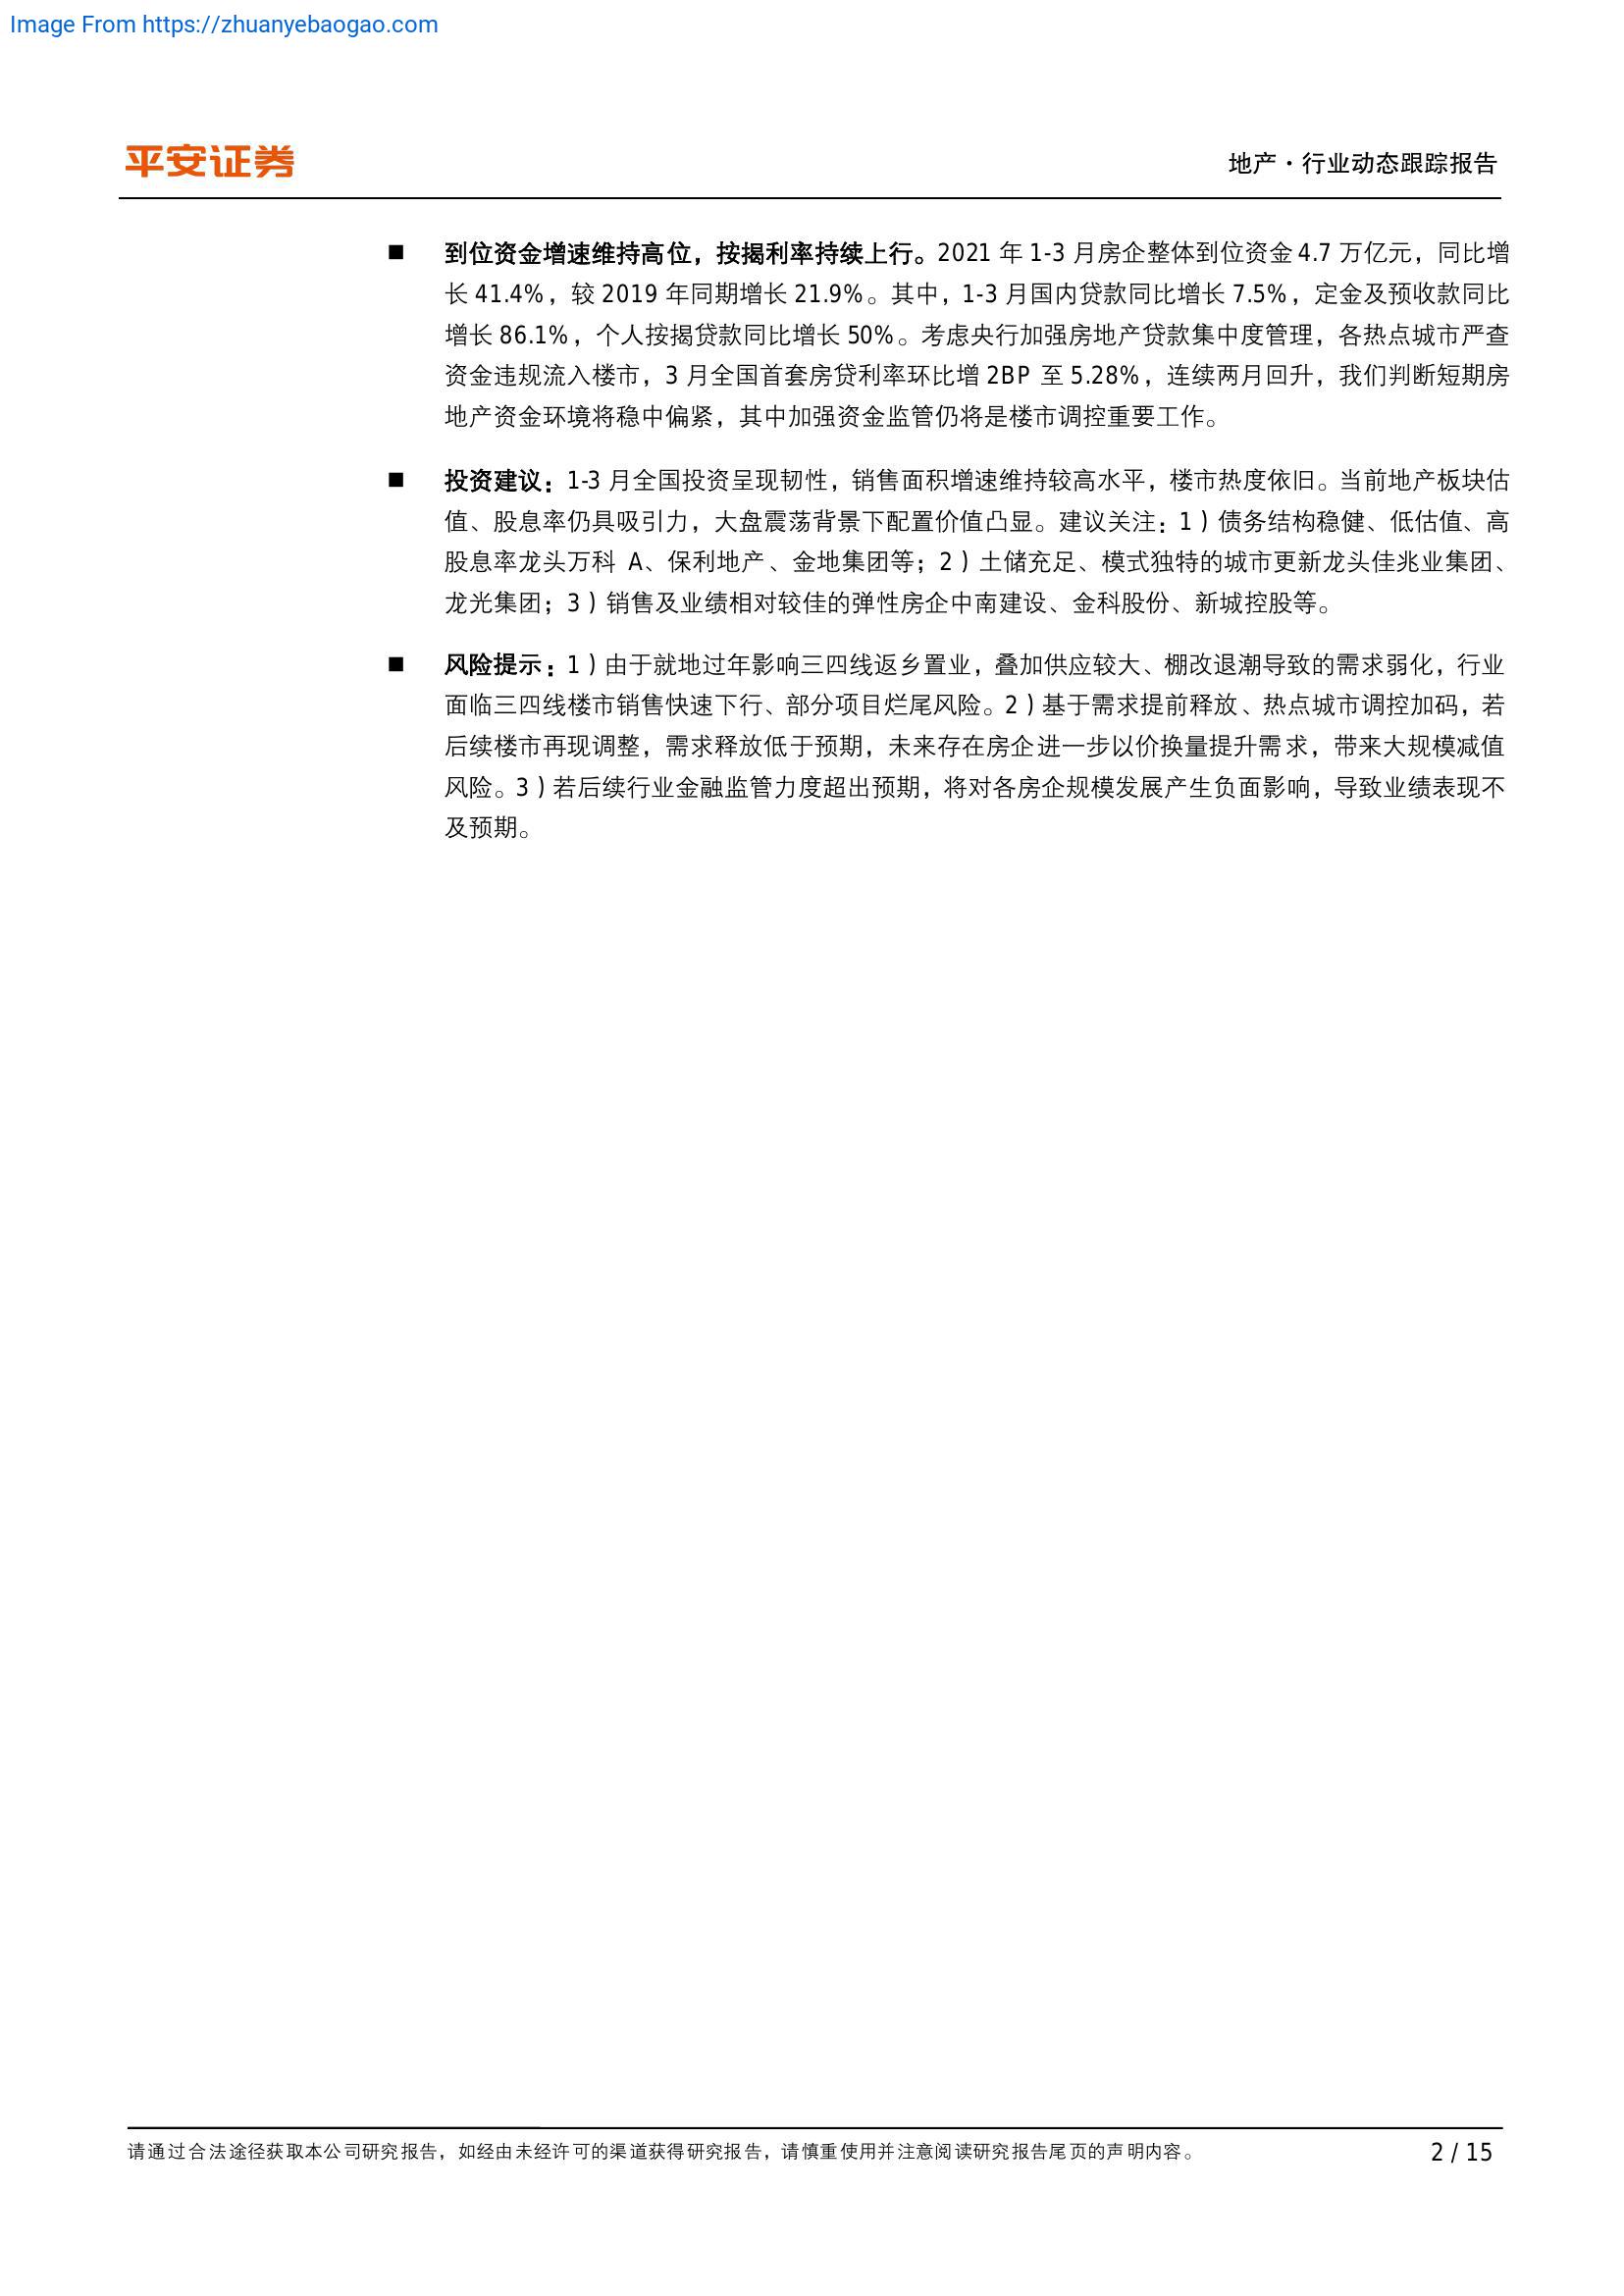 Image From https://zhuanyebaogao.com
平安证券
地产·行业动态跟踪报告
■ 到位资金增速维持高位，按揭利率持续上行。2021 年 1-3 月房企整体到位资金 4.7 万亿元，同比增
长 41.4%，较 2019 年同期增长 21.9%。其中，1-3 月国内贷款同比增长 7.5%，定金及预收款同比
增长 86.1%，个人按揭贷款同比增长 50%。考虑央行加强房地产贷款集中度管理，各热点城市严查
资金违规流入楼市，3 月全国首套房贷利率环比增 2BP 至 5.28%，连续两月回升，我们判断短期房
地产资金环境将稳中偏紧，其中加强资金监管仍将是楼市调控重要工作。
■ 投资建议：1-3 月全国投资呈现韧性，销售面积增速维持较高水平，楼市热度依旧。当前地产板块估
值、股息率仍具吸引力，大盘震荡背景下配置价值凸显。建议关注：1）债务结构稳健、低估值、高
股息率龙头万科 A、保利地产、金地集团等；2）土储充足、模式独特的城市更新龙头佳兆业集团、
龙光集团；3）销售及业绩相对较佳的弹性房企中南建设、金科股份、新城控股等。
■ 风险提示：1）由于就地过年影响三四线返乡置业，叠加供应较大、棚改退潮导致的需求弱化，行业
面临三四线楼市销售快速下行、部分项目烂尾风险。2）基于需求提前释放、热点城市调控加码，若
后续楼市再现调整，需求释放低于预期，未来存在房企进一步以价换量提升需求，带来大规模减值
风险。3）若后续行业金融监管力度超出预期，将对各房企规模发展产生负面影响，导致业绩表现不
及预期。
请通过合法途径获取本公司研究报告，如经由未经许可的渠道获得研究报告，请慎重使用并注意阅读研究报告尾页的声明内容。
2 / 15